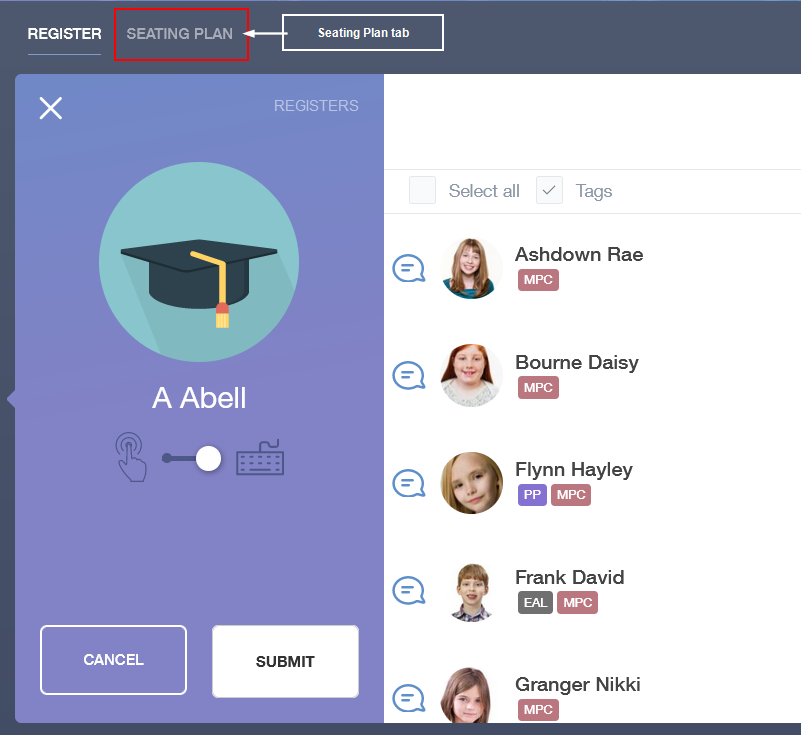 REGISTER SEATING PLAN Seating Plan tab
REGISTERS
Select all Tags
Ashdown Rae
MPC
Bourne Daisy
MPC
A Abell
Flynn Hayley
PP MPC
Frank David
EAL MPC
CANCEL SUBMIT
Granger Nikki
MPC